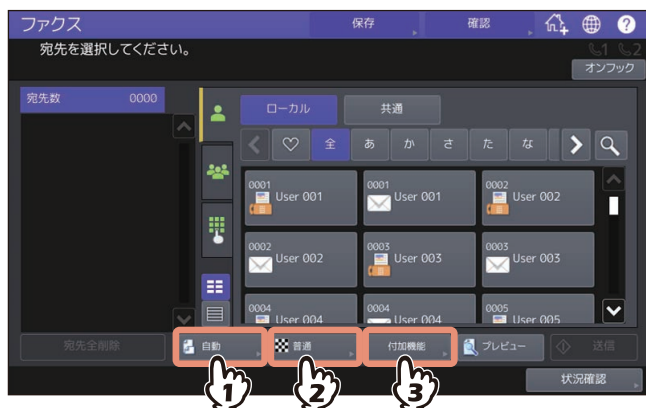 ファクス 保存 確認 ?
宛先を選択してください。 1 2
オンフック
宛先数 0000
ローカル 共通
全 あ か さ た な
0001 User 001
0001 User 001
0002 User 002
0002 User 002
0003 User 003
0003 User 003
0004 User 004
0004 User 004
0005 User 005
宛先全削除 自動 普通 付加機能 プレビュー 送信
1 2 3
状況確認